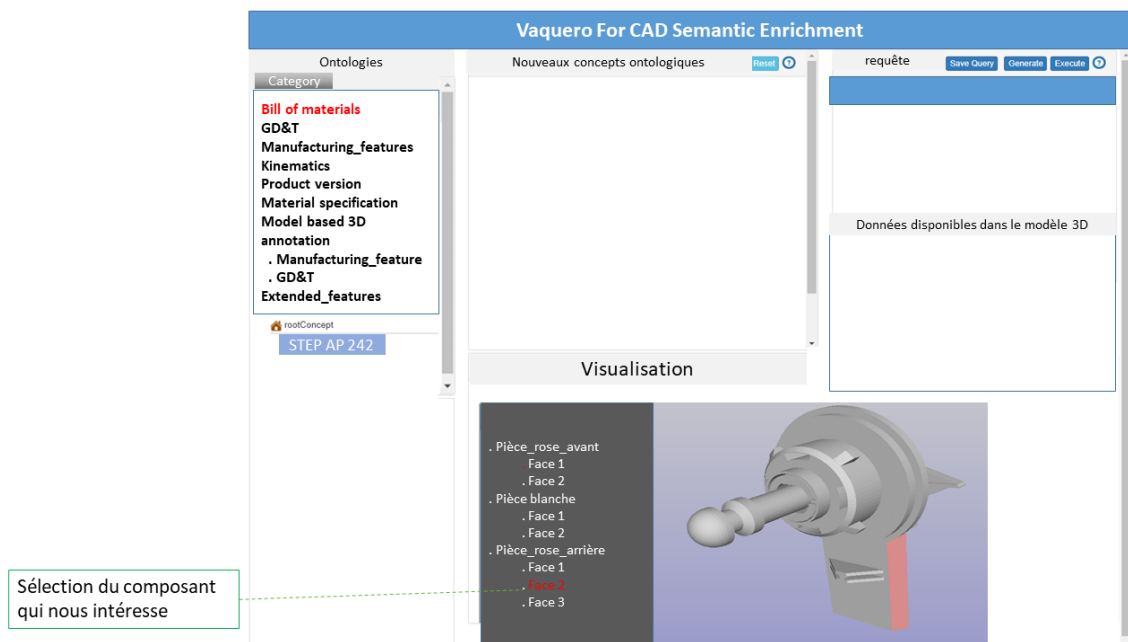 Vaquero For CAD Semantic Enrichment
Ontologies
Category
Bill of materials
GD&T
Manufacturing_features
Kinematics
Product version
Material specification
Model based 3D
annotation
. Manufacturing_feature
. GD&T
Extended_features
rootConcept
STEP AP 242
Nouveaux concepts ontologiques
Reset ?
requête
Save Query Generate Execute ?
Données disponibles dans le modèle 3D
Visualisation
. Pièce_rose_avant
. Face 1
. Face 2
. Pièce blanche
. Face 1
. Face 2
. Pièce_rose_arrière
. Face 1
. Face 2
. Face 3
Sélection du composant
qui nous intéresse